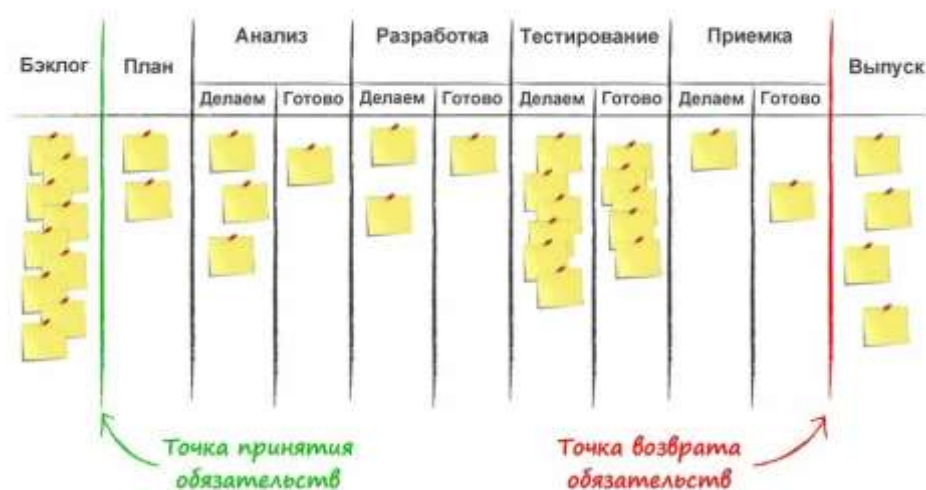 Анализ Разработка Тестирование Приемка
Бэклог План Выпуск
Делаем Готово Делаем Готово Делаем Готово Делаем Готово
Точка принятия
обязательств
Точка возврата
обязательств